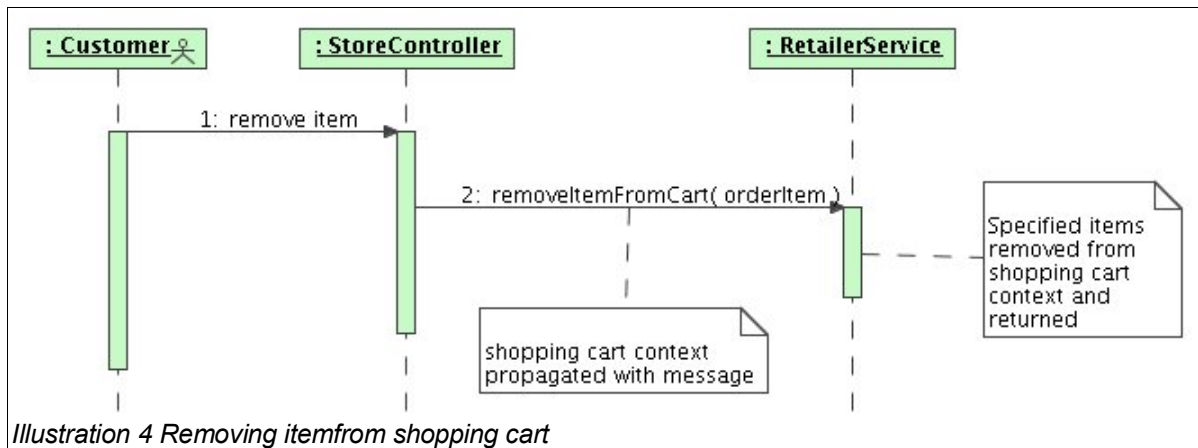 : Customer
: StoreController
: RetailerService
1: remove item
2: removeItemFromCart( orderItem )
Specified items
removed from
shopping cart
context and
returned
shopping cart context
propagated with message
Illustration 4 Removing itemfrom shopping cart